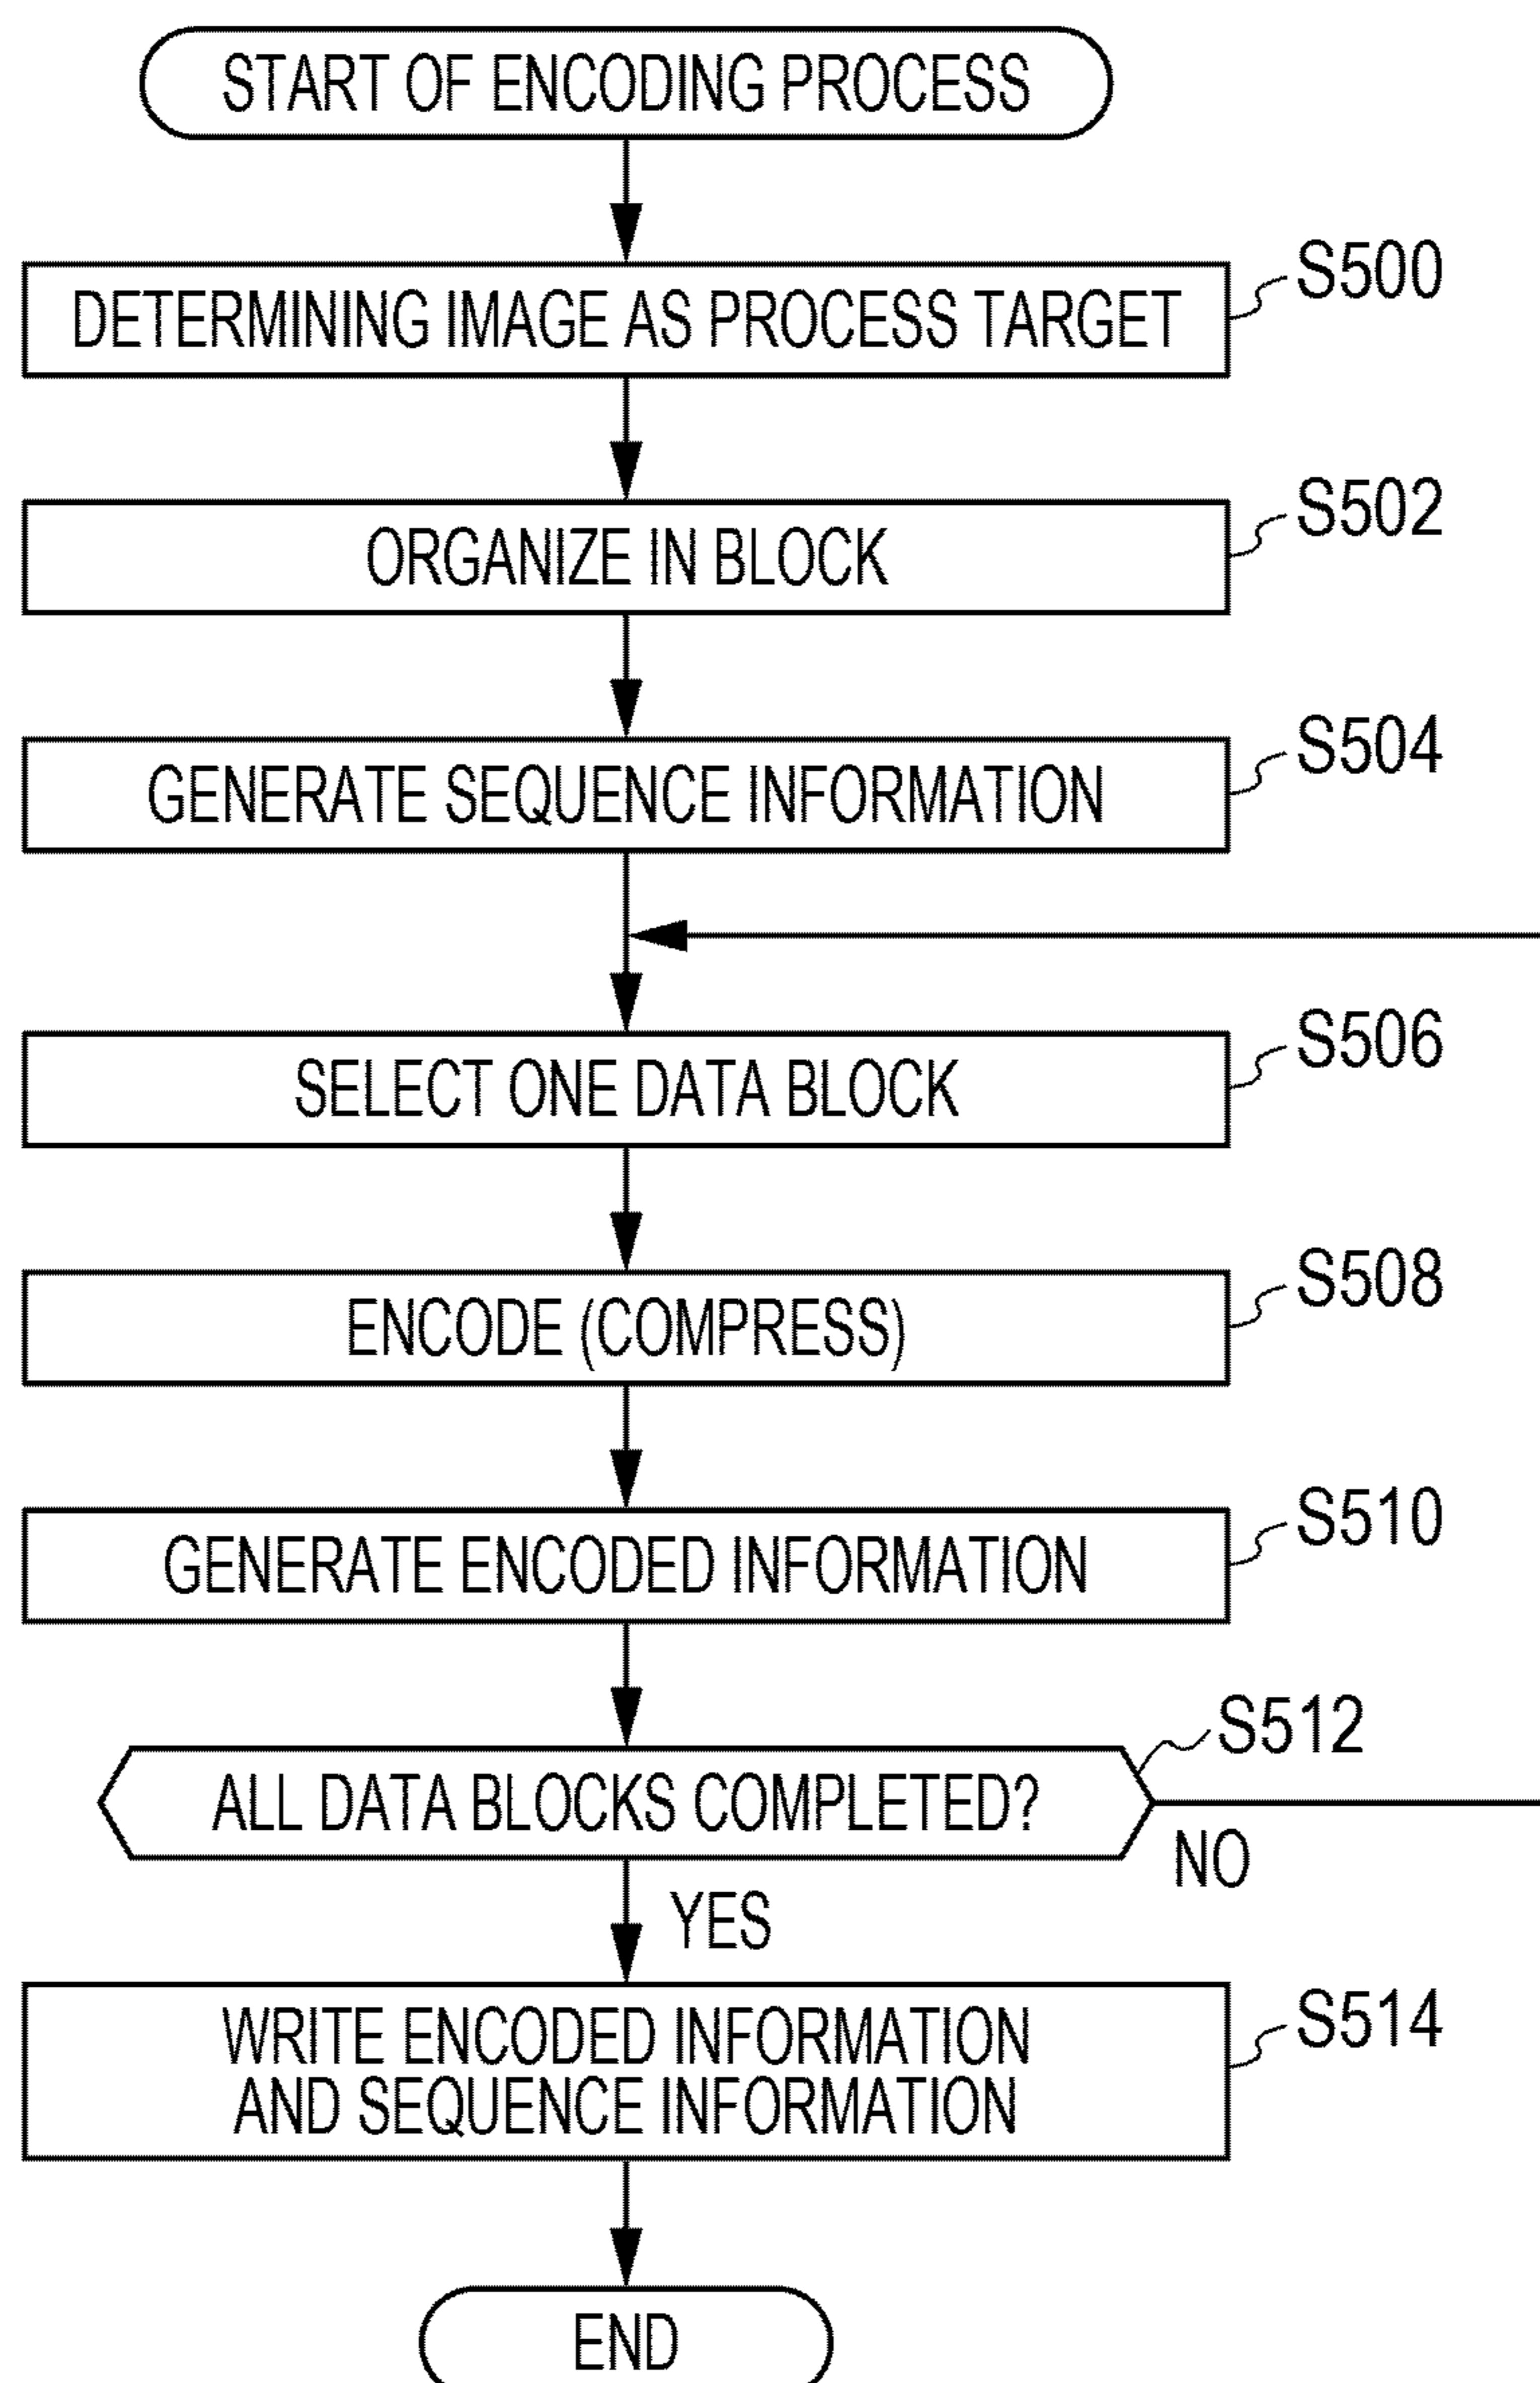 START OF ENCODING PROCESS
DETERMINING IMAGE AS PROCESS TARGET
S500
ORGANIZE IN BLOCK
S502
GENERATE SEQUENCE INFORMATION
S504
SELECT ONE DATA BLOCK
S506
ENCODE (COMPRESS)
S508
GENERATE ENCODED INFORMATION
S510
ALL DATA BLOCKS COMPLETED?
S512
NO
YES
WRITE ENCODED INFORMATION
AND SEQUENCE INFORMATION
S514
END